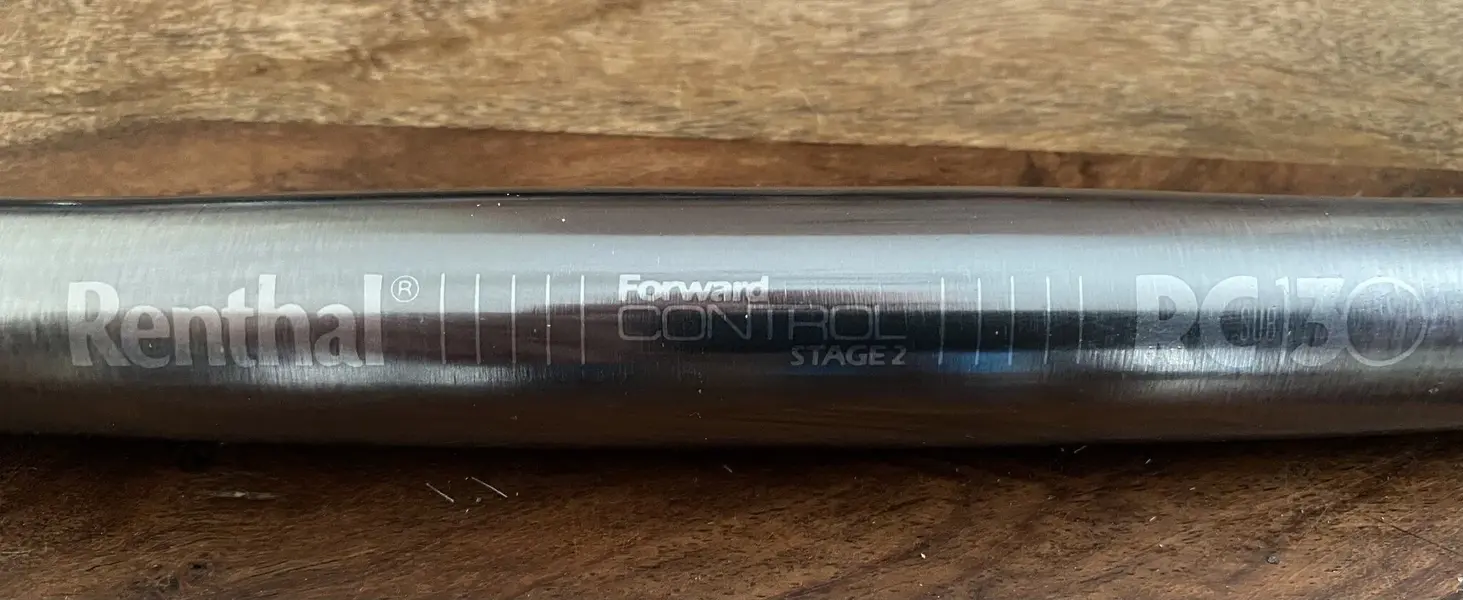 Renthal®
Forward
CONTROL
STAGE 2
RC130